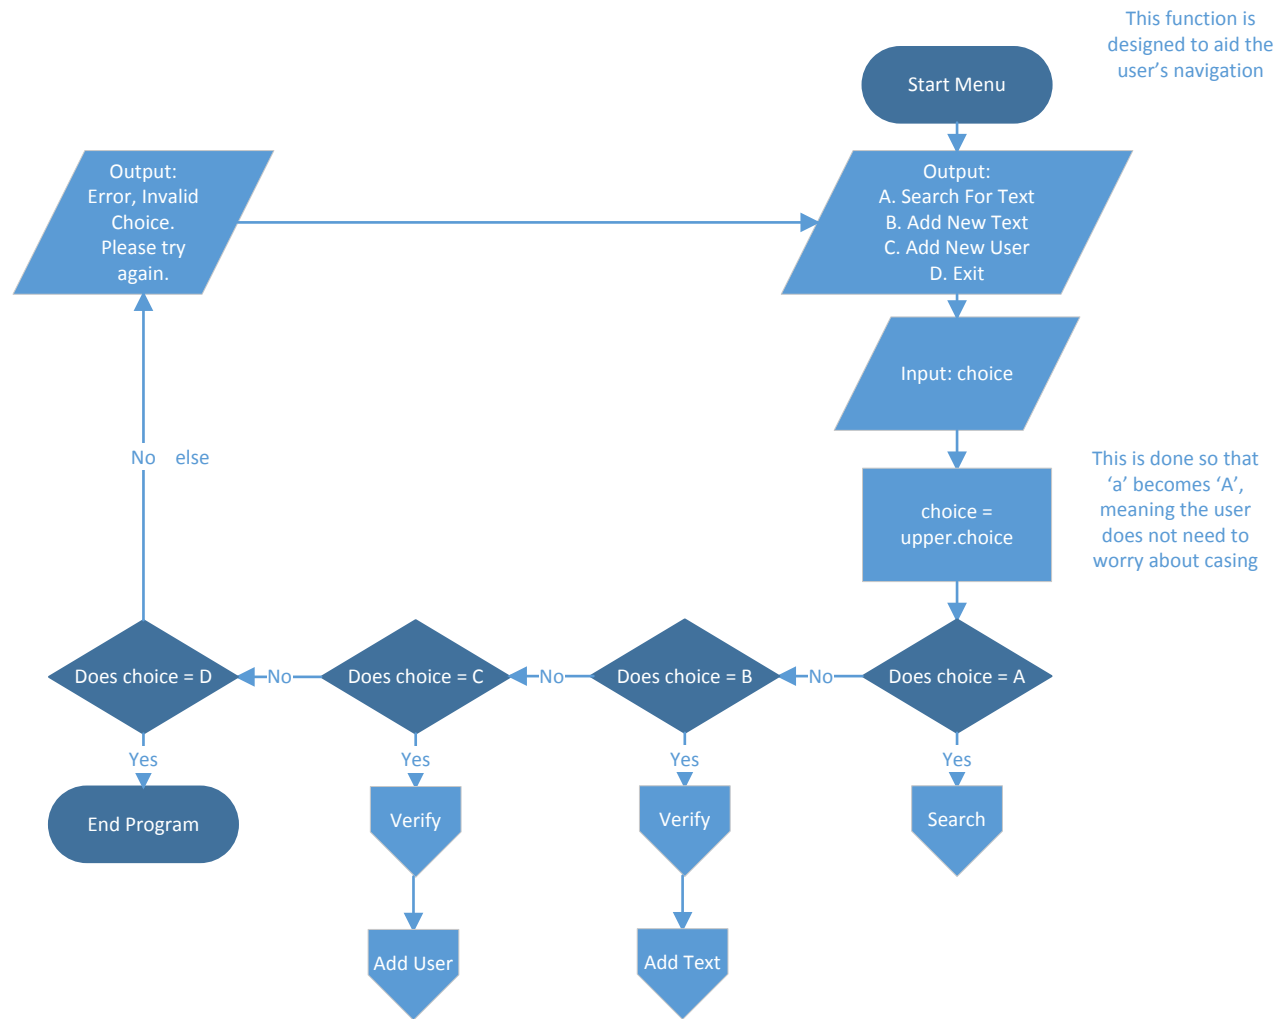 This function is
designed to aid the
user's navigation
Start Menu
Output:
A. Search For Text
B. Add New Text
C. Add New User
D. Exit
Output:
Error, Invalid
Choice.
Please try
again.
Input: choice
No else
This is done so that
‘a’ becomes ‘A’,
meaning the user
does not need to
worry about casing
choice =
upper.choice
Does choice = D
No
Does choice = C
No
Does choice = B
No
Does choice = A
Yes
Yes
Yes
Yes
End Program
Verify
Verify
Search
Add User
Add Text